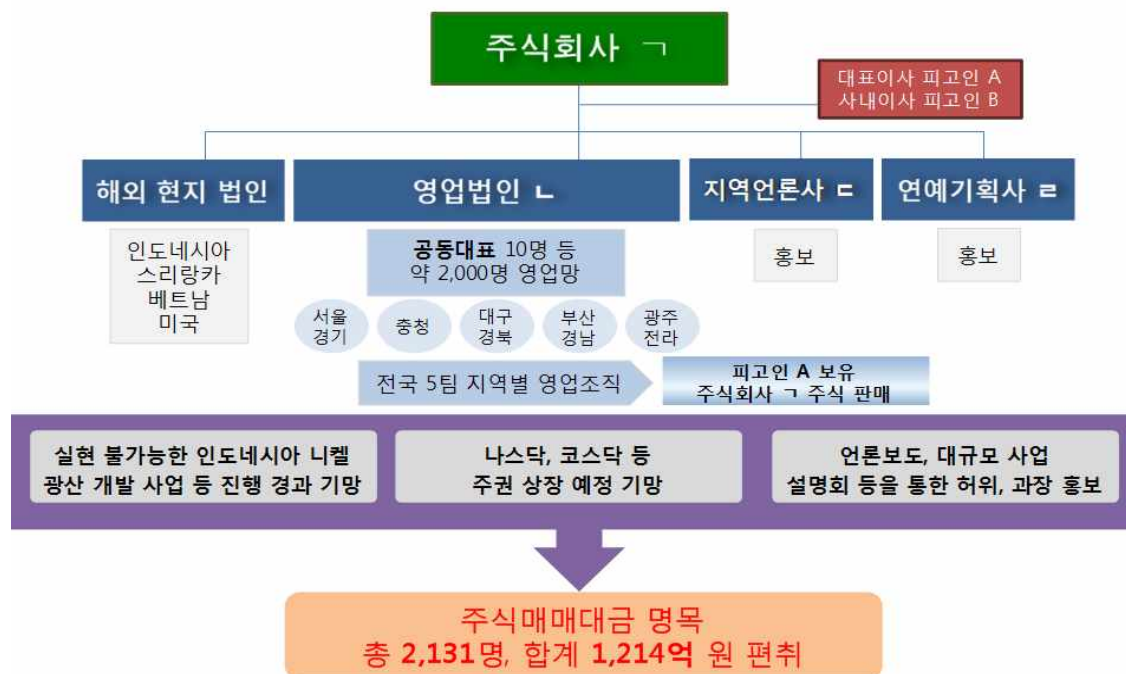 주식회사 ㄱ
대표이사 피고인 A
사내이사 피고인 B
해외 현지 법인
영업법인 ㄴ
지역언론사 ㄷ
연예기획사 ㄹ
인도네시아
스리랑카
베트남
미국
공동대표 10명 등
약 2,000명 영업망
홍보
홍보
서울
경기
충청
대구
경북
부산
경남
광주
전라
전국 5팀 지역별 영업조직
피고인 A 보유
주식회사 ㄱ 주식 판매
실현 불가능한 인도네시아 니켈
광산 개발 사업 등 진행 경과 기망
나스닥, 코스닥 등
주권 상장 예정 기망
언론보도, 대규모 사업
설명회 등을 통한 허위, 과장 홍보
주식매매대금 명목
총 2,131명, 합계 1,214억 원 편취